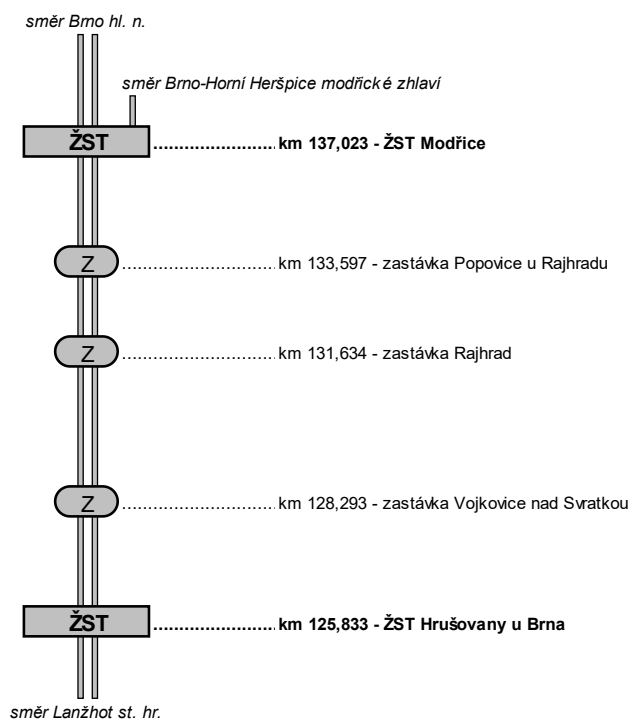 směr Brno hl. n.
směr Brno-Horní Heršpice modřické zhlaví
ŽST ........................ km 137,023 - ŽST Modřice
Z .............................. km 133,597 - zastávka Popovice u Rajhradu
Z .............................. km 131,634 - zastávka Rajhrad
Z .............................. km 128,293 - zastávka Vojkovice nad Svratkou
ŽST ........................ km 125,833 - ŽST Hrušovany u Brna
směr Lanžhot st. hr.